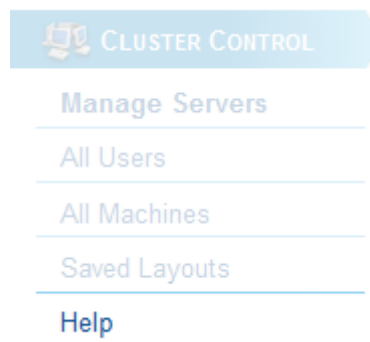 CLUSTER CONTROL
Manage Servers
All Users
All Machines
Saved Layouts
Help